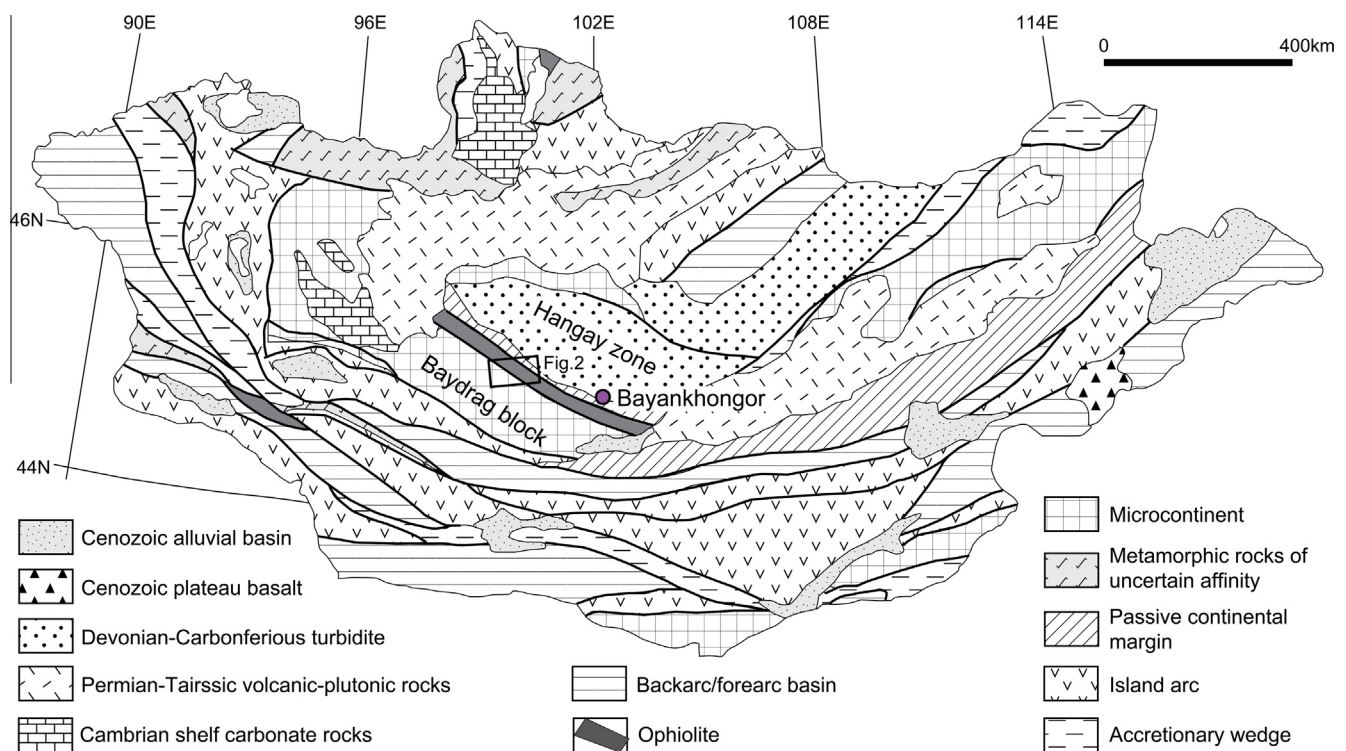 90E
96E
102E
108E
114E
0
400km
46N
Hangay zone
Fig.2
Baydrag block
Bayankhongor
44N
Cenozoic alluvial basin
Cenozoic plateau basalt
Devonian-Carbonferious turbidite
Permian-Tairssic volcanic-plutonic rocks
Cambrian shelf carbonate rocks
Backarc/forearc basin
Ophiolite
Microcontinent
Metamorphic rocks of
uncertain affinity
Passive continental
margin
Island arc
Accretionary wedge